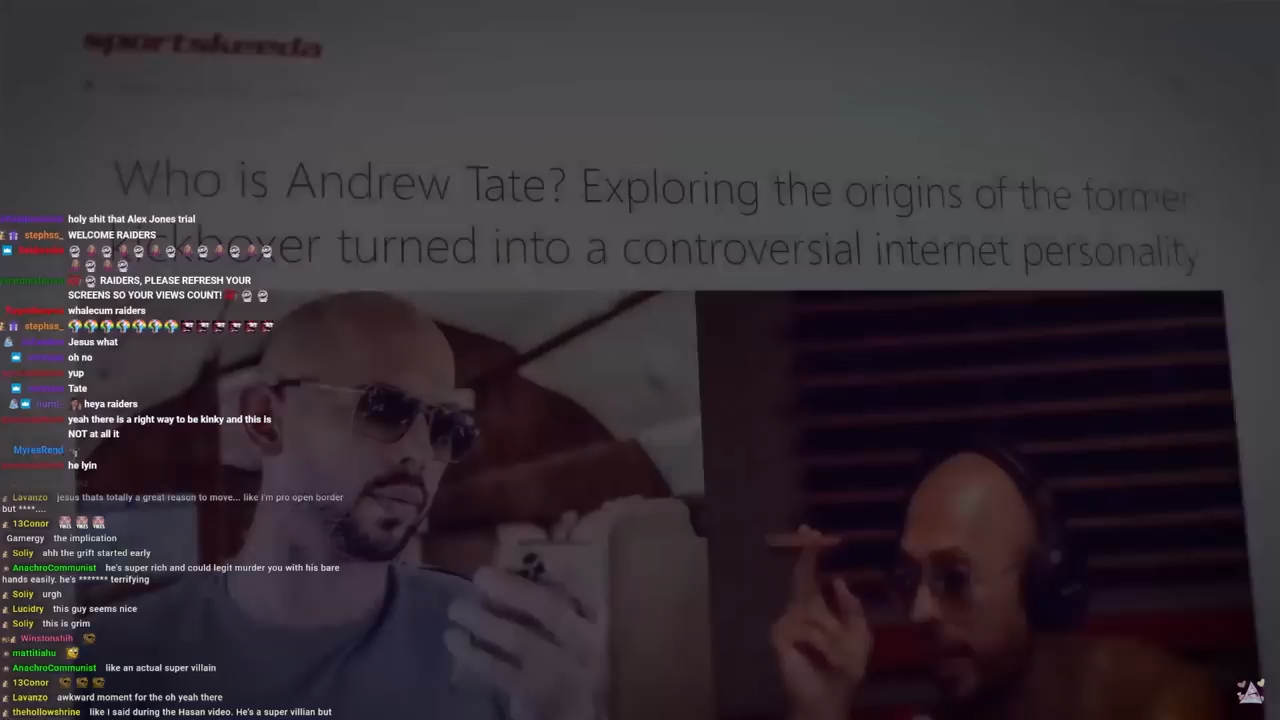 sportskeeda
Who is Andrew Tate? Exploring the origins of the former
boxer turned into a controversial internet personality
holy shit that Alex Jones trial
stephss_ WELCOME RAIDERS
RAIDERS, PLEASE REFRESH YOUR
SCREENS SO YOUR VIEWS COUNT!
whalecum raiders
stephss_
Jesus what
oh no
yup
Tate
heya raiders
yeah there is a right way to be kinky and this is
NOT at all it
MyreaRend
he lyin
Lavanzo jesus thats totally a great reason to move... like i'm pro open border
but ****....
13Conor
Gamergy the implication
Soliy ahh the grift started early
AnachroCommunist he's super rich and could legit murder you with his bare
hands easily. he's ******* terrifying
Soliy urgh
Lucidry this guy seems nice
Soliy this is grim
Winstonshih
mattitiahu
AnachroCommunist like an actual super villain
13Conor
Lavanzo awkward moment for the oh yeah there
thehollowshrine like I said during the Hasan video. He's a super villian but